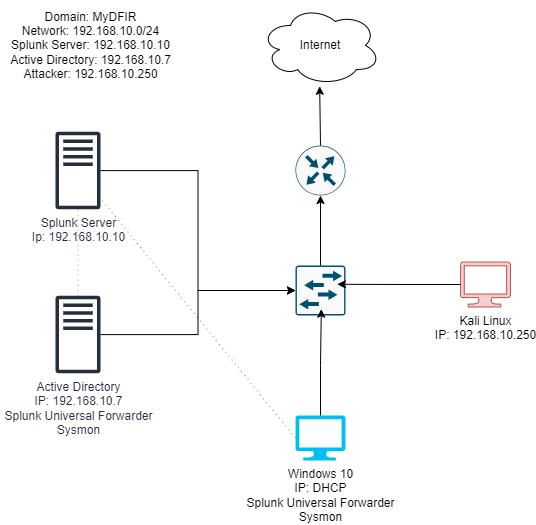 Domain: MyDFIR
Network: 192.168.10.0/24
Splunk Server: 192.168.10.10
Active Directory: 192.168.10.7
Attacker: 192.168.10.250
Internet
Splunk Server
Ip: 192.168.10.10
Kali Linux
IP: 192.168.10.250
Active Directory
IP: 192.168.10.7
Splunk Universal Forwarder
Sysmon
Windows 10
IP: DHCP
Splunk Universal Forwarder
Sysmon